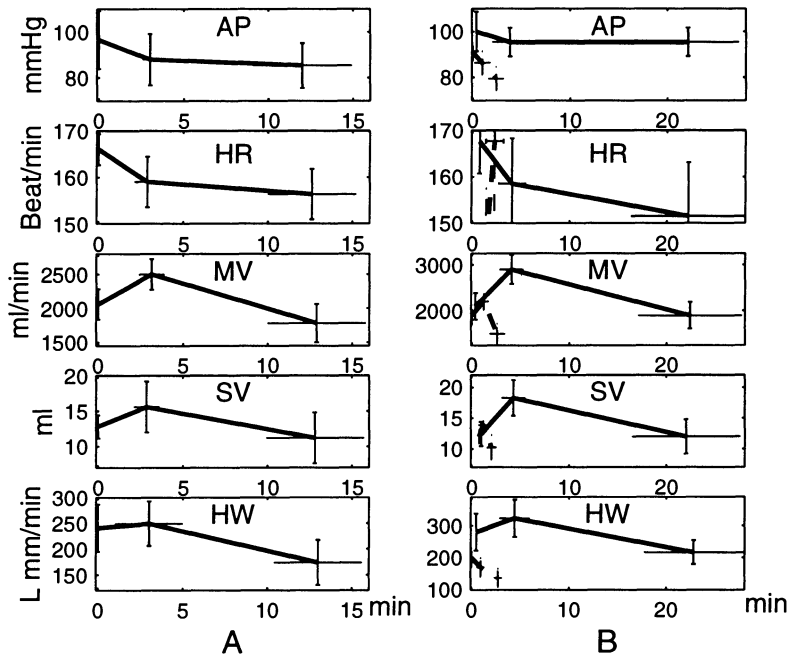 AP AP
mmHg
100 100
80 80
0 5 10 15 0 10 20
HR HR
Beat/min
170 170
160 160
150 150
0 5 10 15 0 10 20
MV MV
ml/min
2500 3000
2000 2000
1500
0 5 10 15 0 10 20
SV SV
ml
20 20
15 15
10 10
0 5 10 15 0 10 20
HW HW
L mm/min
300 300
250 200
200 100
150
0 5 10 15 min 0 10 20 min
A B